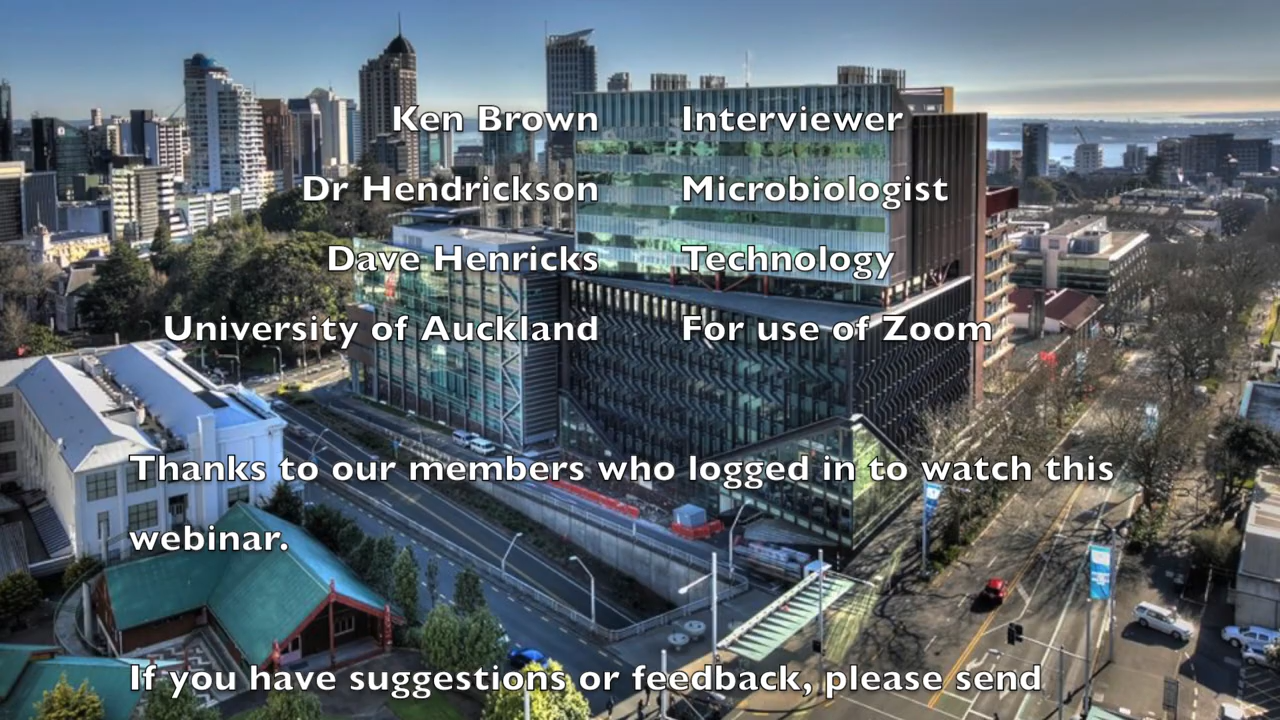 Ken Brown Interviewer
Dr Hendrickson Microbiologist
Dave Henricks Technology
University of Auckland For use of Zoom
Thanks to our members who logged in to watch this
webinar.
If you have suggestions or feedback, please send